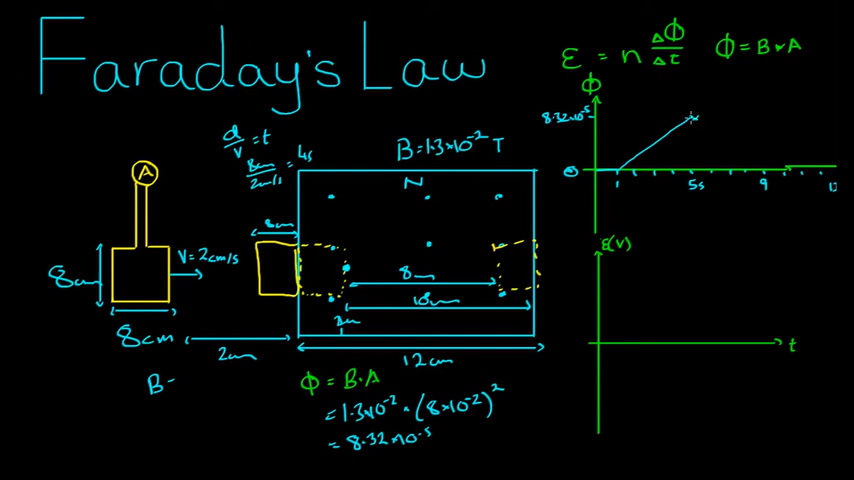 Faraday's Law
ε = n ΔΦ/Δt   Φ = B × A
Φ
8.32×10⁻⁵
0
1
5s
9
d/v = t
8cm/2cm/s = 4s
B = 1.3×10⁻² T
A
N
8cm
V = 2cm/s
8cm
8cm
2cm
8cm
10cm
2cm
12cm
ε(V)
t
B-
Φ = B.A
= 1.3×10⁻² × (8×10⁻²)²
= 8.32×10⁻⁵